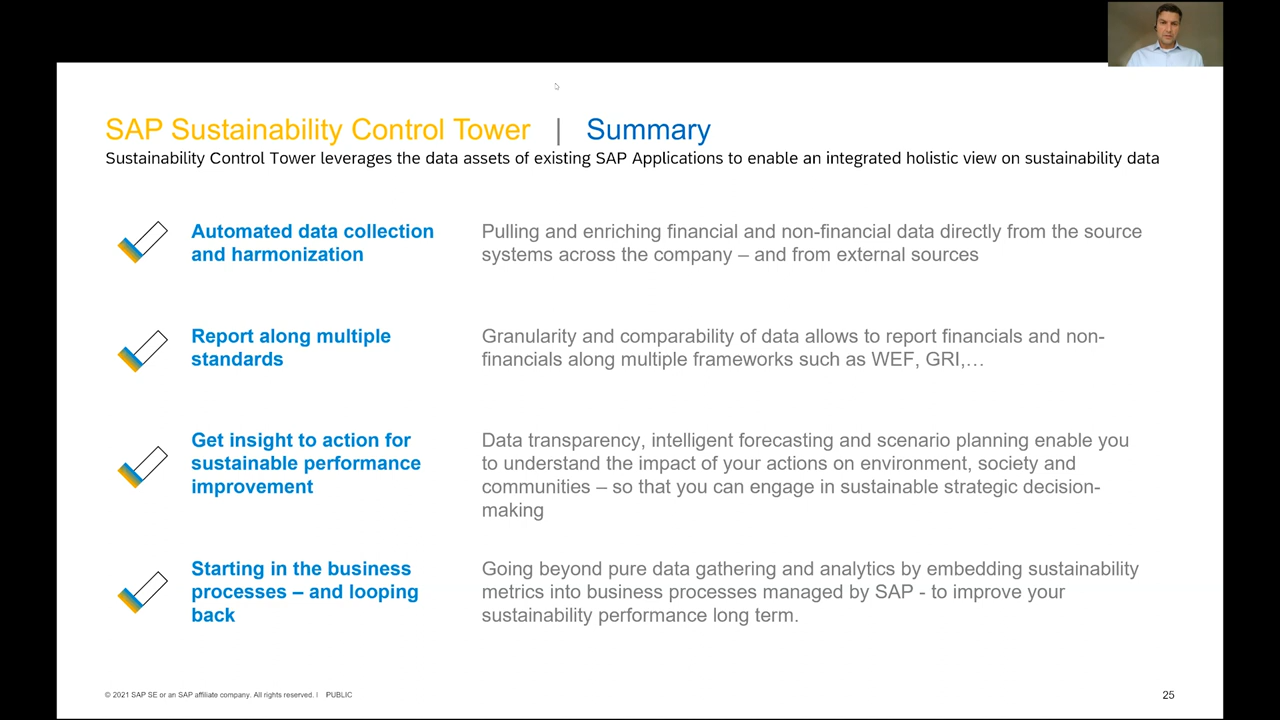 SAP Sustainability Control Tower | Summary
Sustainability Control Tower leverages the data assets of existing SAP Applications to enable an integrated holistic view on sustainability data
Automated data collection
and harmonization
Pulling and enriching financial and non-financial data directly from the source
systems across the company – and from external sources
Report along multiple
standards
Granularity and comparability of data allows to report financials and non-
financials along multiple frameworks such as WEF, GRI,…
Get insight to action for
sustainable performance
improvement
Data transparency, intelligent forecasting and scenario planning enable you
to understand the impact of your actions on environment, society and
communities – so that you can engage in sustainable strategic decision-
making
Starting in the business
processes – and looping
back
Going beyond pure data gathering and analytics by embedding sustainability
metrics into business processes managed by SAP - to improve your
sustainability performance long term.
© 2021 SAP SE or an SAP affiliate company. All rights reserved. | PUBLIC
25